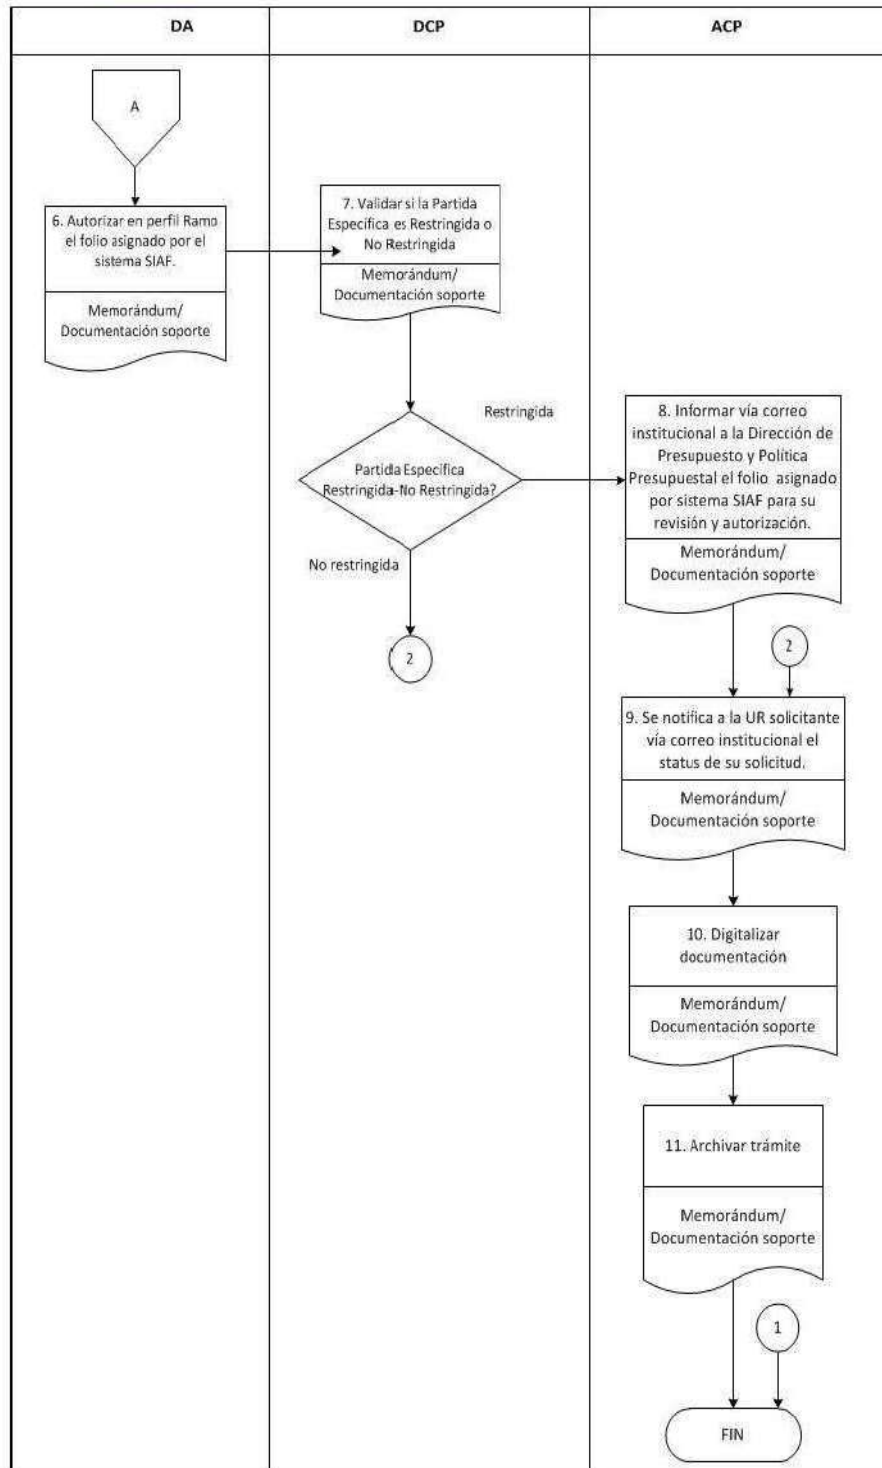 DA
DCP
ACP
A
6. Autorizar en perfil Ramo
el folio asignado por el
sistema SIAF.
Memorándum/
Documentación soporte
7. Validar si la Partida
Específica es Restringida o
No Restringida
Memorándum/
Documentación soporte
Partida Específica
Restringida-No Restringida?
Restringida
No restringida
2
8. Informar vía correo
institucional a la Dirección de
Presupuesto y Política
Presupuestal el folio asignado
por sistema SIAF para su
revisión y autorización.
Memorándum/
Documentación soporte
2
9. Se notifica a la UR solicitante
vía correo institucional el
status de su solicitud.
Memorándum/
Documentación soporte
10. Digitalizar
documentación
Memorándum/
Documentación soporte
11. Archivar trámite
Memorándum/
Documentación soporte
1
FIN